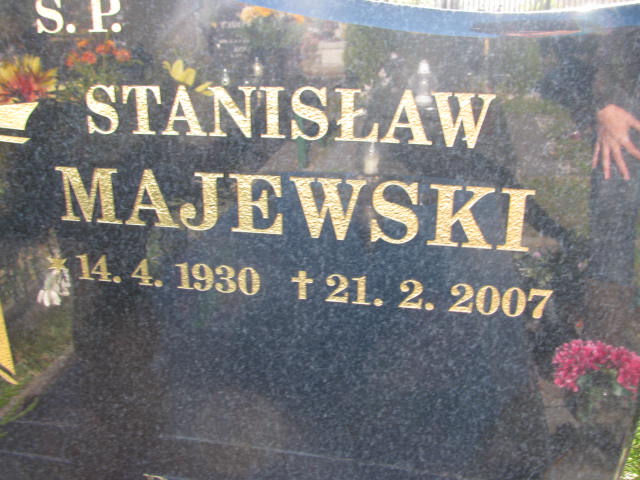 S. P.
STANISŁAW
MAJEWSKI
* 14. 4. 1930 † 21. 2. 2007